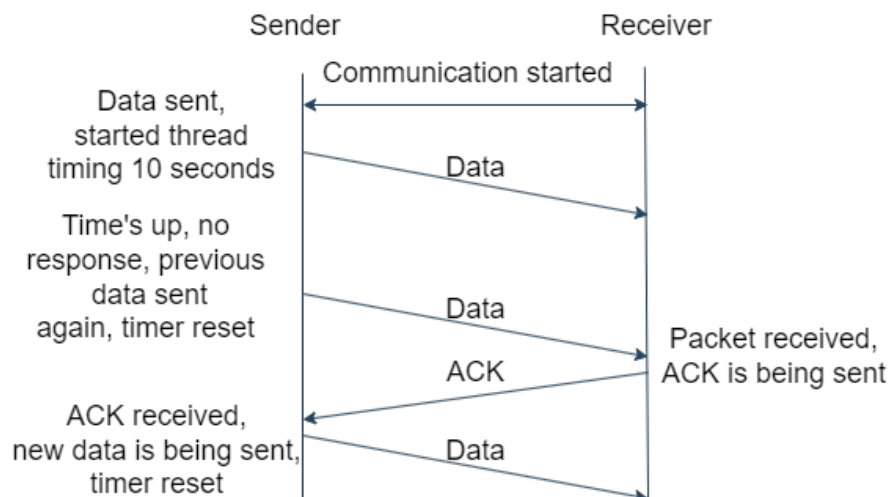 Sender
Receiver
Communication started
Data sent,
started thread
timing 10 seconds
Data
Time's up, no
response, previous
data sent
again, timer reset
Data
Packet received,
ACK is being sent
ACK
ACK received,
new data is being sent,
timer reset
Data